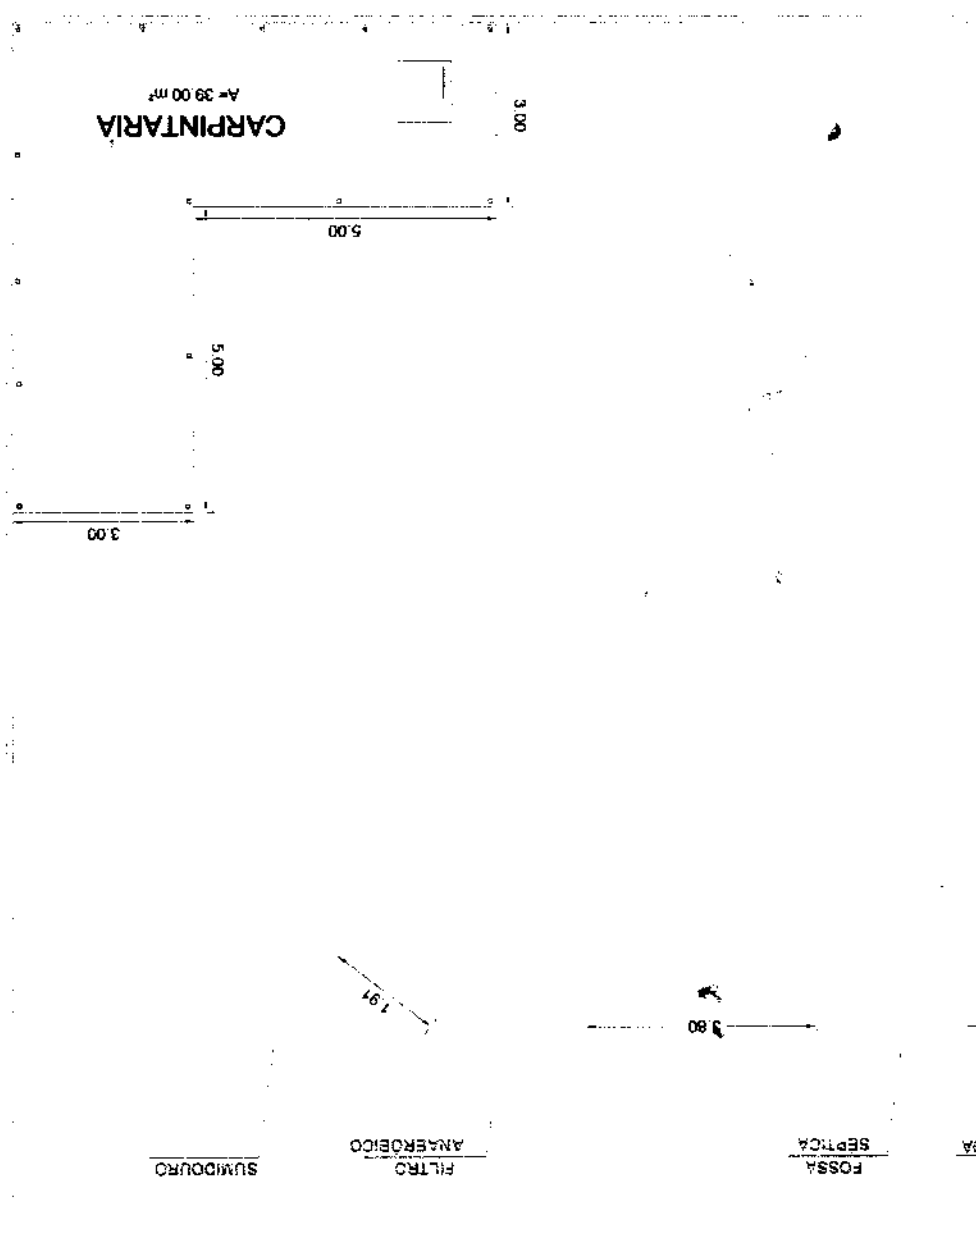 FOSSA
SÉPTICA
FILTRO
ANAERÓBICO
SUMIDOURO
3.80
1.91
3.00
5.00
5.00
3.00
CARPINTARIA
A= 39.00 m²